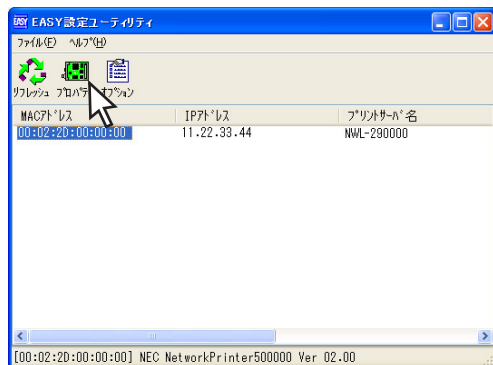 EASY EASY設定ユーティリティ
ファイル(F) ヘルプ(H)
リフレッシュ プロパティ オプション
MACアドレス IPアドレス プリントサーバ名
00:02:2D:00:00:00 11.22.33.44 NWL-290000
[00:02:2D:00:00:00] NEC NetworkPrinter500000 Ver 02.00